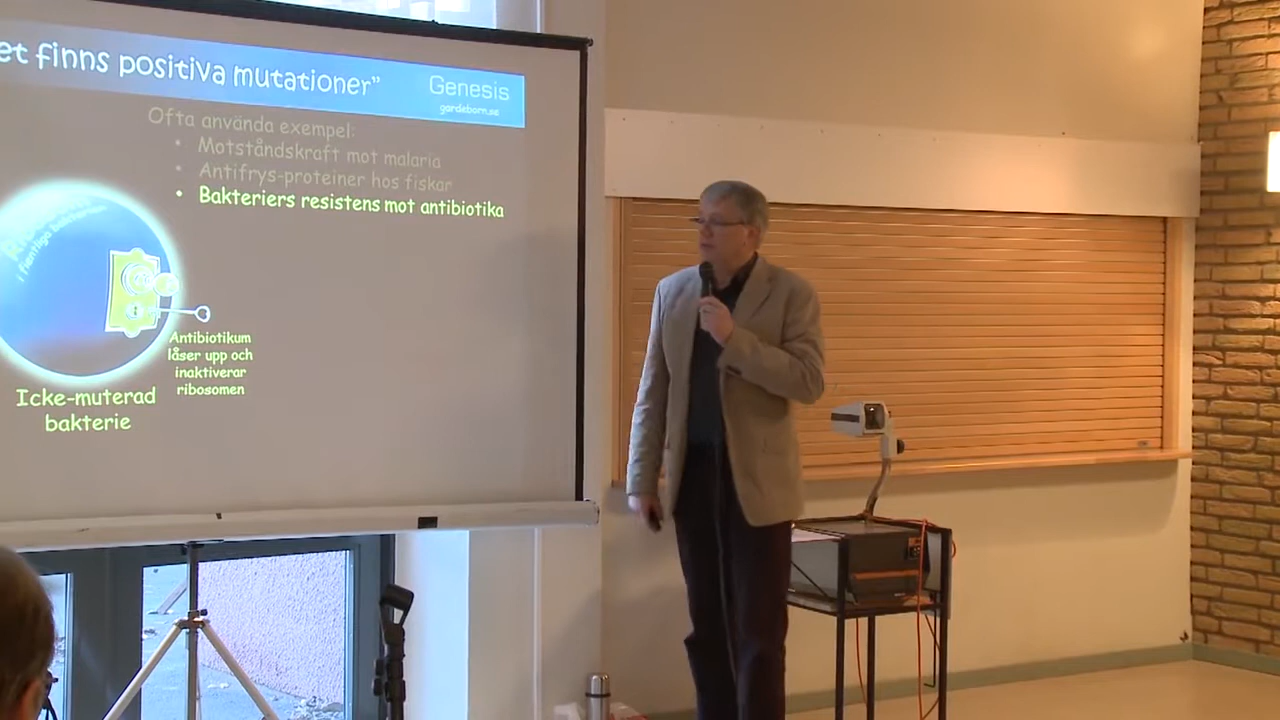 et finns positiva mutationer"
Genesis
gardeborn.se
Ofta använda exempel:
• Motståndskraft mot malaria
• Antifrys-proteiner hos fiskar
• Bakteriers resistens mot antibiotika
Antibiotikum
låser upp och
inaktiverar
ribosomen
Icke-muterad
bakterie